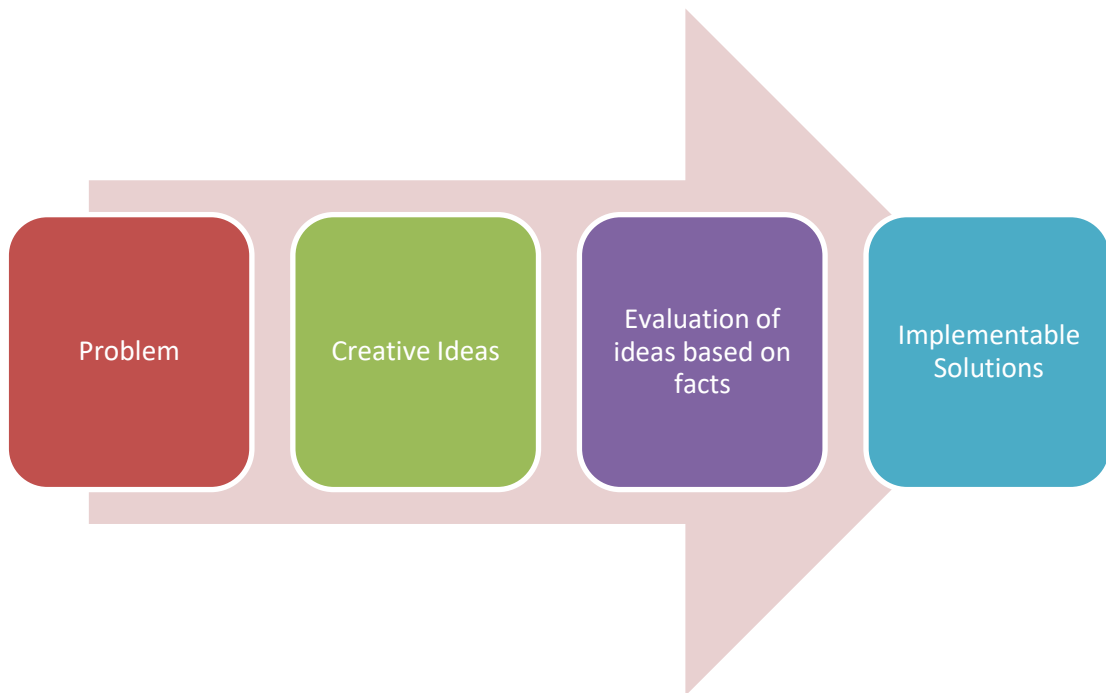 Problem
Creative Ideas
Evaluation of
ideas based on
facts
Implementable
Solutions